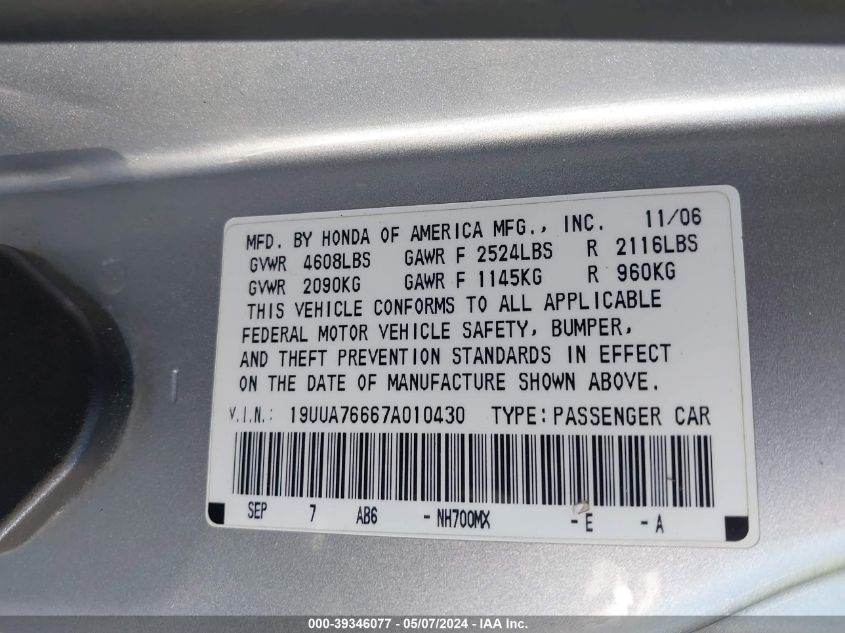 MFD. BY HONDA OF AMERICA MFG., INC. 11/06
GVWR 4608LBS GAWR F 2524LBS R 2116LBS
GVWR 2090KG GAWR F 1145KG R 960KG
THIS VEHICLE CONFORMS TO ALL APPLICABLE
FEDERAL MOTOR VEHICLE SAFETY, BUMPER,
AND THEFT PREVENTION STANDARDS IN EFFECT
ON THE DATE OF MANUFACTURE SHOWN ABOVE.
V.I.N.: 19UUA76667A010430 TYPE: PASSENGER CAR
SEP 7 AB6 - NH700MX - E - A
000-39346077 - 05/07/2024 - IAA Inc.